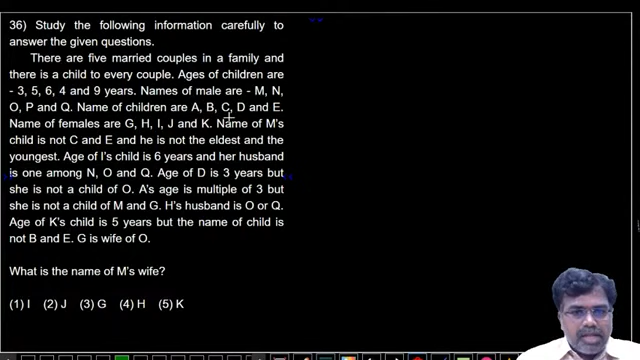 36) Study the following information carefully to
answer the given questions.
There are five married couples in a family and
there is a child to every couple. Ages of children are
- 3, 5, 6, 4 and 9 years. Names of male are - M, N,
O, P and Q. Name of children are A, B, C, D and E.
Name of females are G, H, I, J and K. Name of M's
child is not C and E and he is not the eldest and the
youngest. Age of I's child is 6 years and her husband
is one among N, O and Q. Age of D is 3 years but
she is not a child of O. A's age is multiple of 3 but
she is not a child of M and G. H's husband is O or Q.
Age of K's child is 5 years but the name of child is
not B and E. G is wife of O.
What is the name of M's wife?
(1) I (2) J (3) G (4) H (5) K